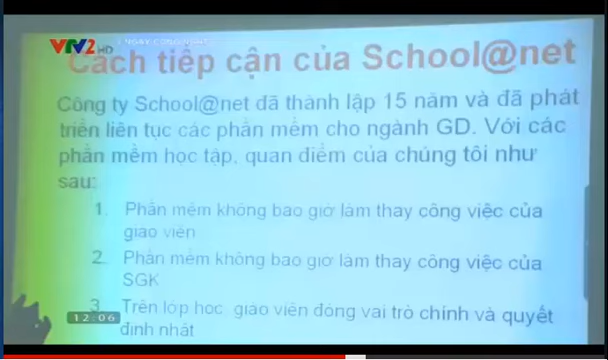 VTV2 HD
7 NGÀY CÔNG NGHỆ
Cách tiếp cận của School@net
Công ty School@net đã thành lập 15 năm và đã phát
triển liên tục các phần mềm cho ngành GD. Với các
phần mềm học tập, quan điểm của chúng tôi như
sau:
1. Phần mềm không bao giờ làm thay công việc của
giáo viên
2. Phần mềm không bao giờ làm thay công việc của
SGK
3. Trên lớp học, giáo viên đóng vai trò chính và quyết
định nhất
12:06